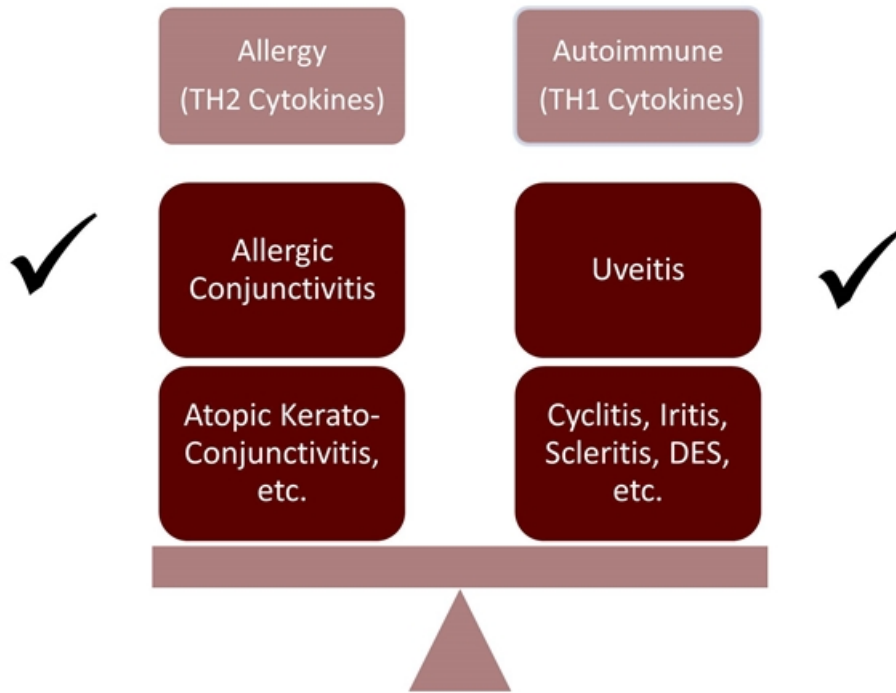 Allergy
(TH2 Cytokines)
Autoimmune
(TH1 Cytokines)
Allergic
Conjunctivitis
Uveitis
Atopic Kerato-
Conjunctivitis,
etc.
Cyclitis, Iritis,
Scleritis, DES,
etc.